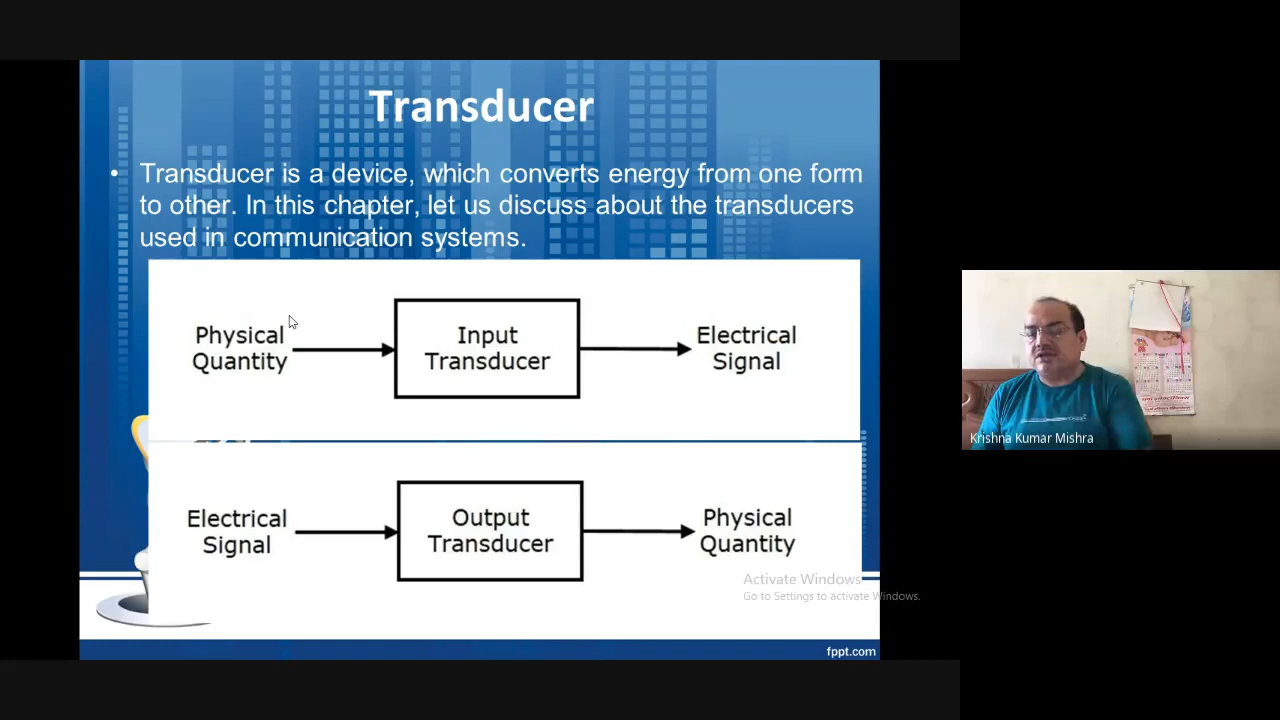 Transducer
• Transducer is a device, which converts energy from one form
to other. In this chapter, let us discuss about the transducers
used in communication systems.
Physical
Quantity
Input
Transducer
Electrical
Signal
Electrical
Signal
Output
Transducer
Physical
Quantity
Activate Windows
Go to Settings to activate Windows.
fppt.com
Krishna Kumar Mishra